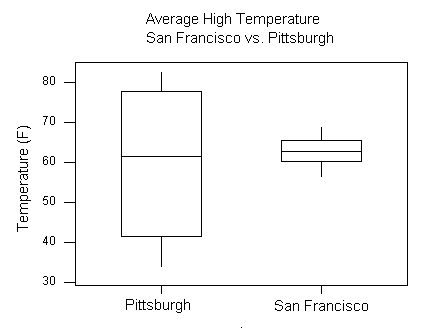 Average High Temperature
San Francisco vs. Pittsburgh
80
70
60
50
40
30
Temperature (F)
Pittsburgh
San Francisco